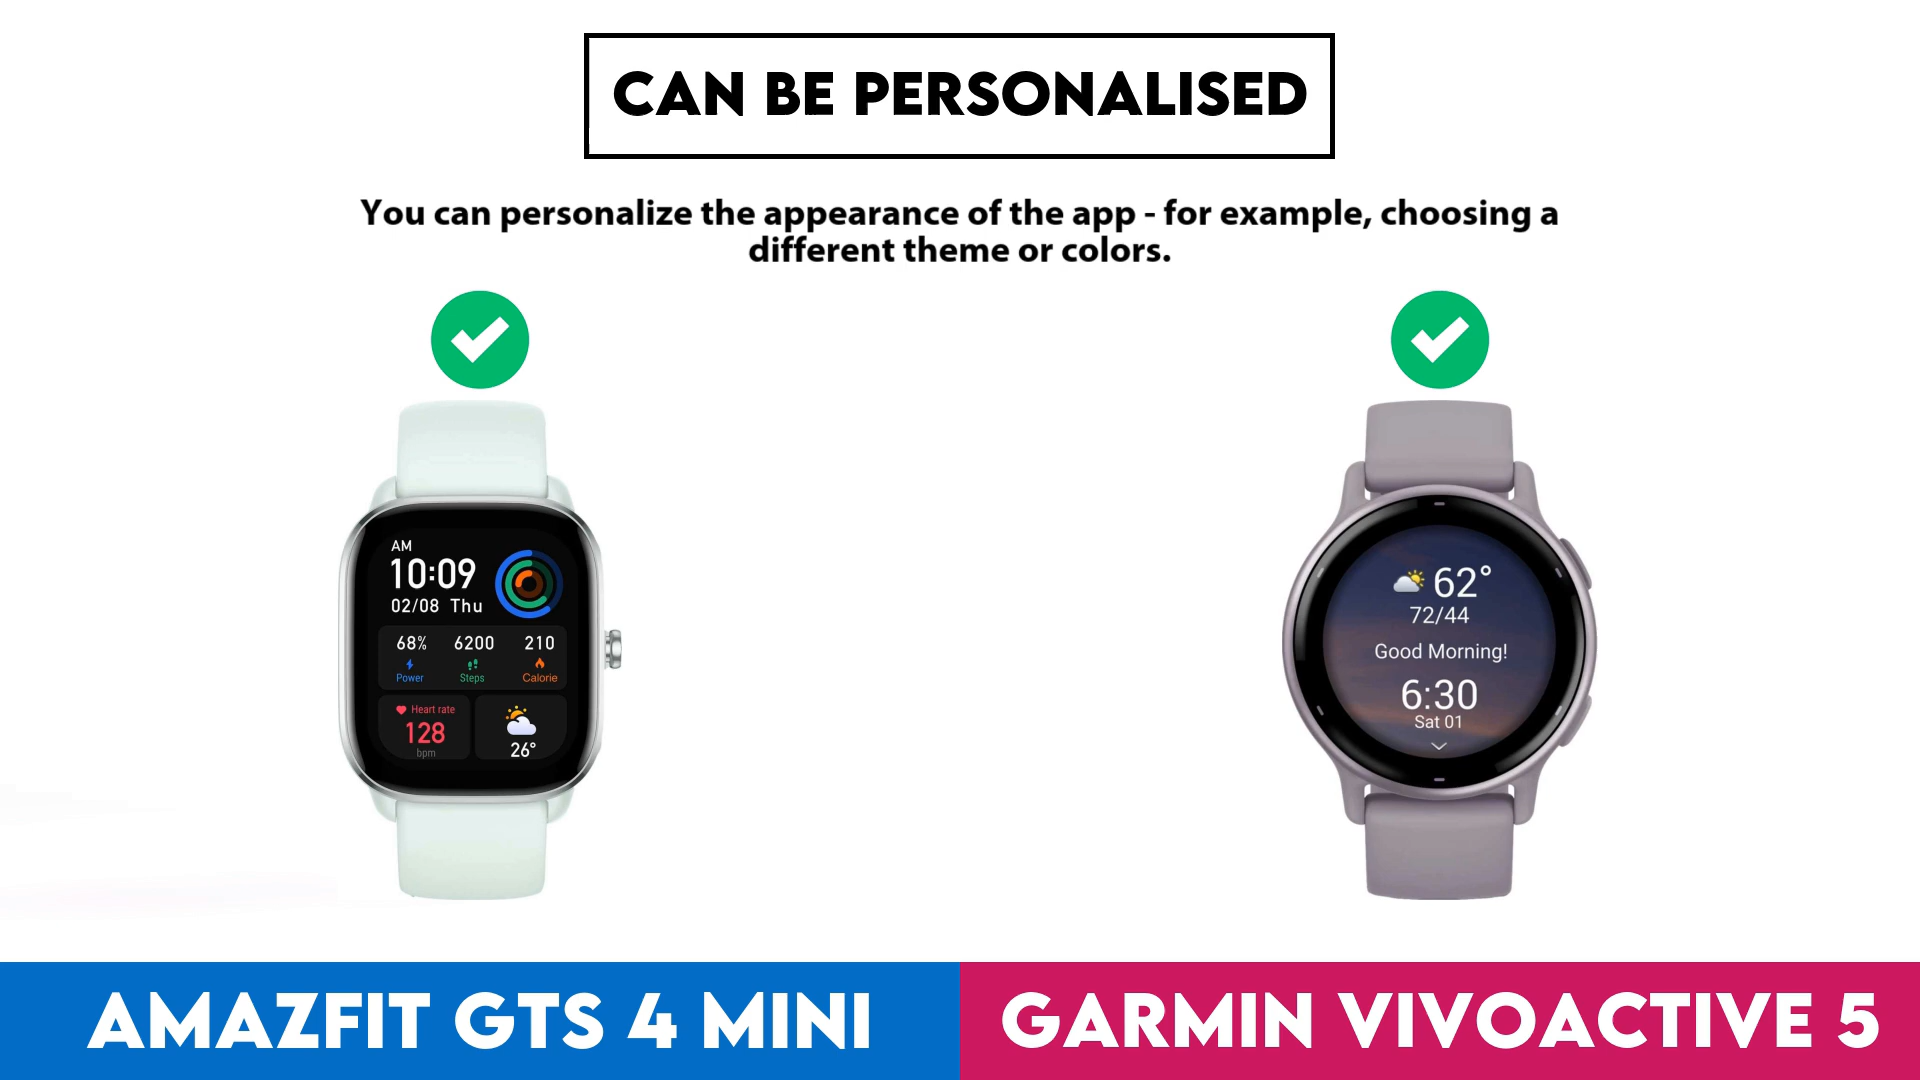 CAN BE PERSONALISED
You can personalize the appearance of the app - for example, choosing a
different theme or colors.
AM
10:09
02/08 Thu
68% 6200 210
Power Steps Calorie
Heart rate
128
bpm
26°
62°
72/44
Good Morning!
6:30
Sat 01
AMAZFIT GTS 4 MINI
GARMIN VIVOACTIVE 5